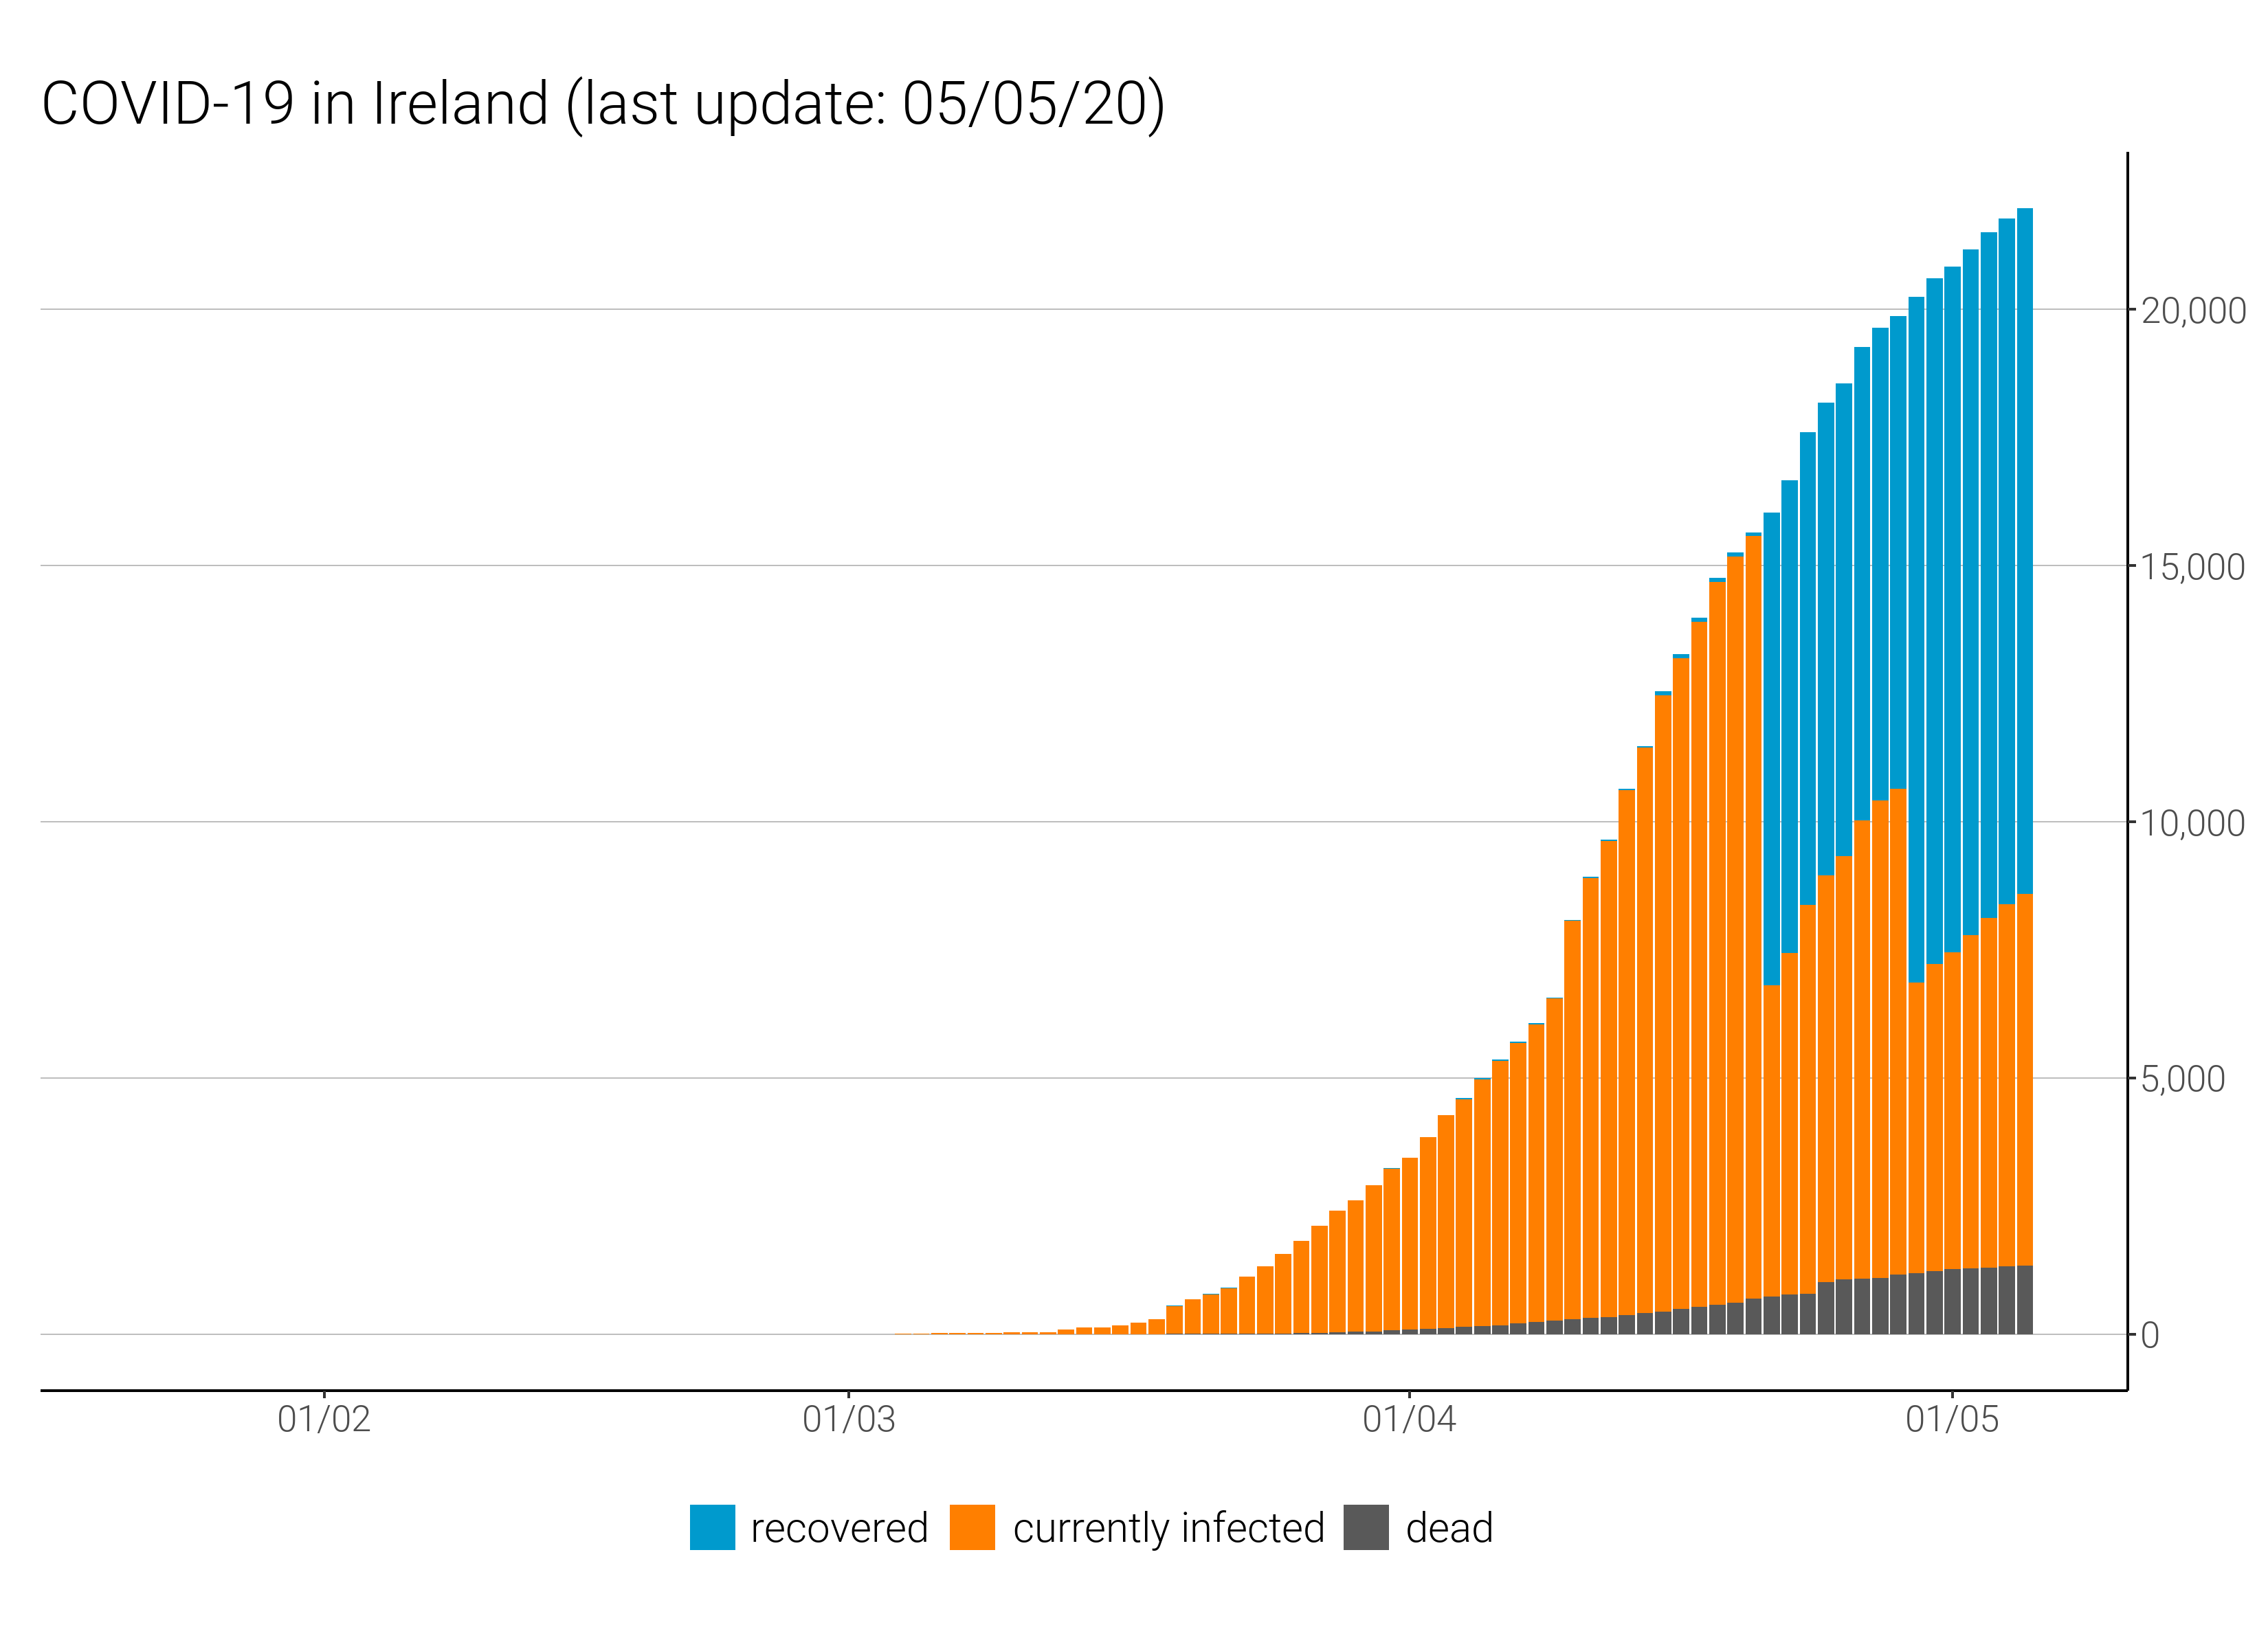 COVID-19 in Ireland (last update: 05/05/20)
20,000
15,000
10,000
5,000
0
01/02 01/03 01/04 01/05
recovered currently infected dead